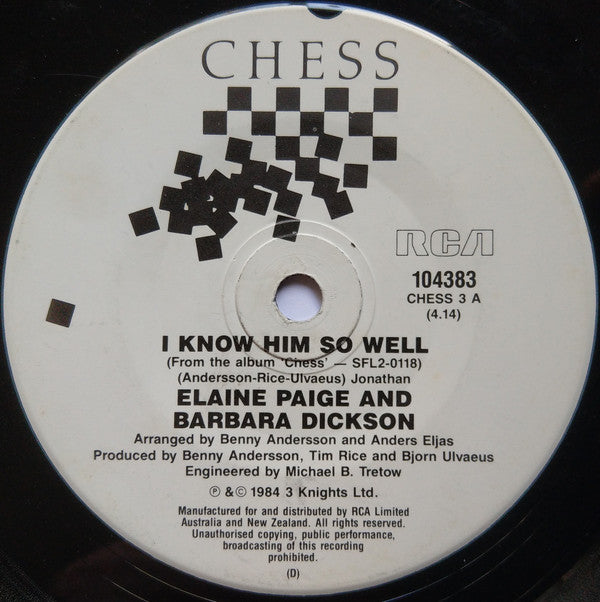 CHESS
RCA
104383
CHESS 3 A
(4.14)
I KNOW HIM SO WELL
(From the album 'Chess' — SFL2-0118)
(Andersson-Rice-Ulvaeus) Jonathan
ELAINE PAIGE AND
BARBARA DICKSON
Arranged by Benny Andersson and Anders Eljas
Produced by Benny Andersson, Tim Rice and Bjorn Ulvaeus
Engineered by Michael B. Tretow
℗ &© 1984 3 Knights Ltd.
Manufactured for and distributed by RCA Limited
Australia and New Zealand. All rights reserved.
Unauthorised copying, public performance,
broadcasting of this recording
prohibited.
(D)